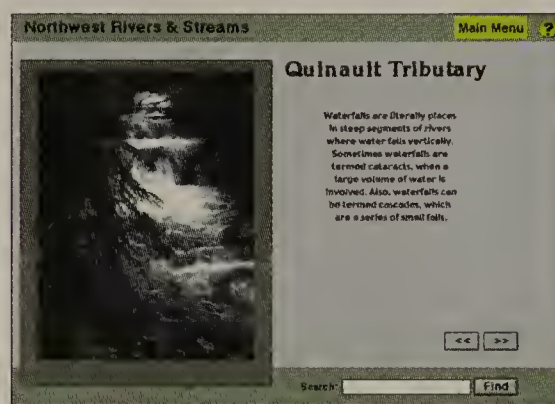 Northwest Rivers & Streams
Main Menu ?
Quinault Tributary
Waterfalls are literally places
in steep segments of rivers
where water falls vertically.
Sometimes waterfalls are
termed cataracts, when a
large volume of water is
involved. Also, waterfalls can
be termed cascades, which
are a series of small falls.
<< >>
Search: Find